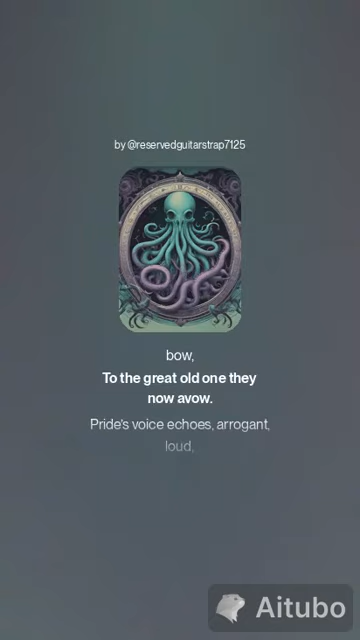 by @reservedguitarstrap7125
bow,
To the great old one they
now avow.
Pride's voice echoes, arrogant,
loud,
Aitubo